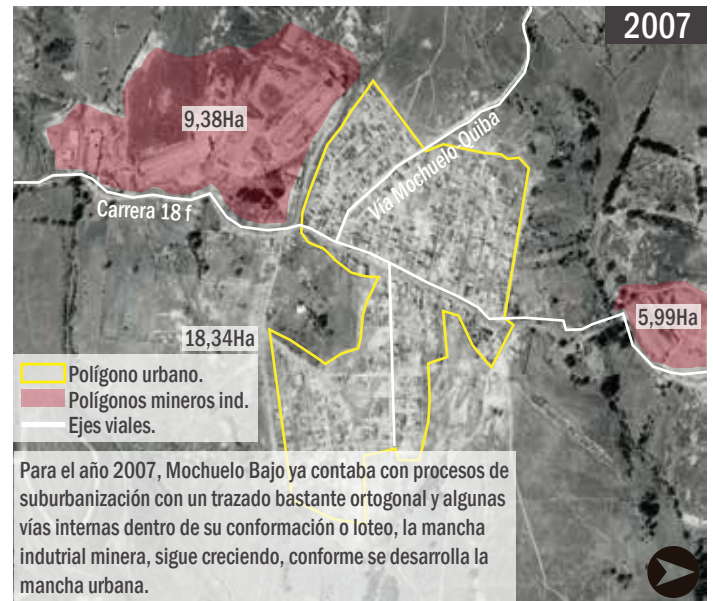 2007
9,38Ha
Vía Mochuelo-Quiba
Carrera 18 f
5,99Ha
18,34Ha
Polígono urbano.
Polígonos mineros ind.
Ejes viales.
Para el año 2007, Mochuelo Bajo ya contaba con procesos de
suburbanización con un trazado bastante ortogonal y algunas
vías internas dentro de su conformación o loteo, la mancha
indutrial minera, sigue creciendo, conforme se desarrolla la
mancha urbana.